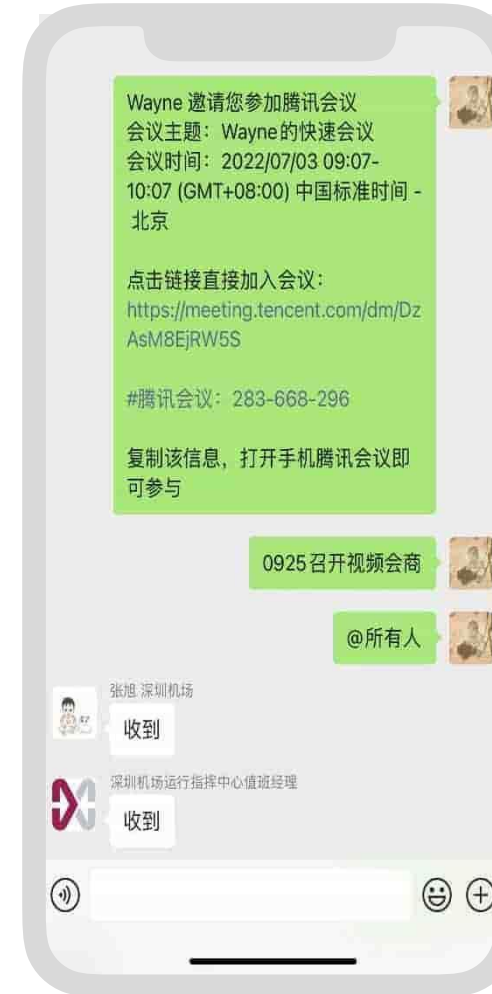 Wayne 邀请您参加腾讯会议
会议主题：Wayne的快速会议
会议时间：2022/07/03 09:07-
10:07 (GMT+08:00) 中国标准时间 -
北京
点击链接直接加入会议：
https://meeting.tencent.com/dm/Dz
AsM8EjRW5S
#腾讯会议：283-668-296
复制该信息，打开手机腾讯会议即
可参与
0925召开视频会商
@所有人
张旭 深圳机场
收到
深圳机场运行指挥中心值班经理
收到